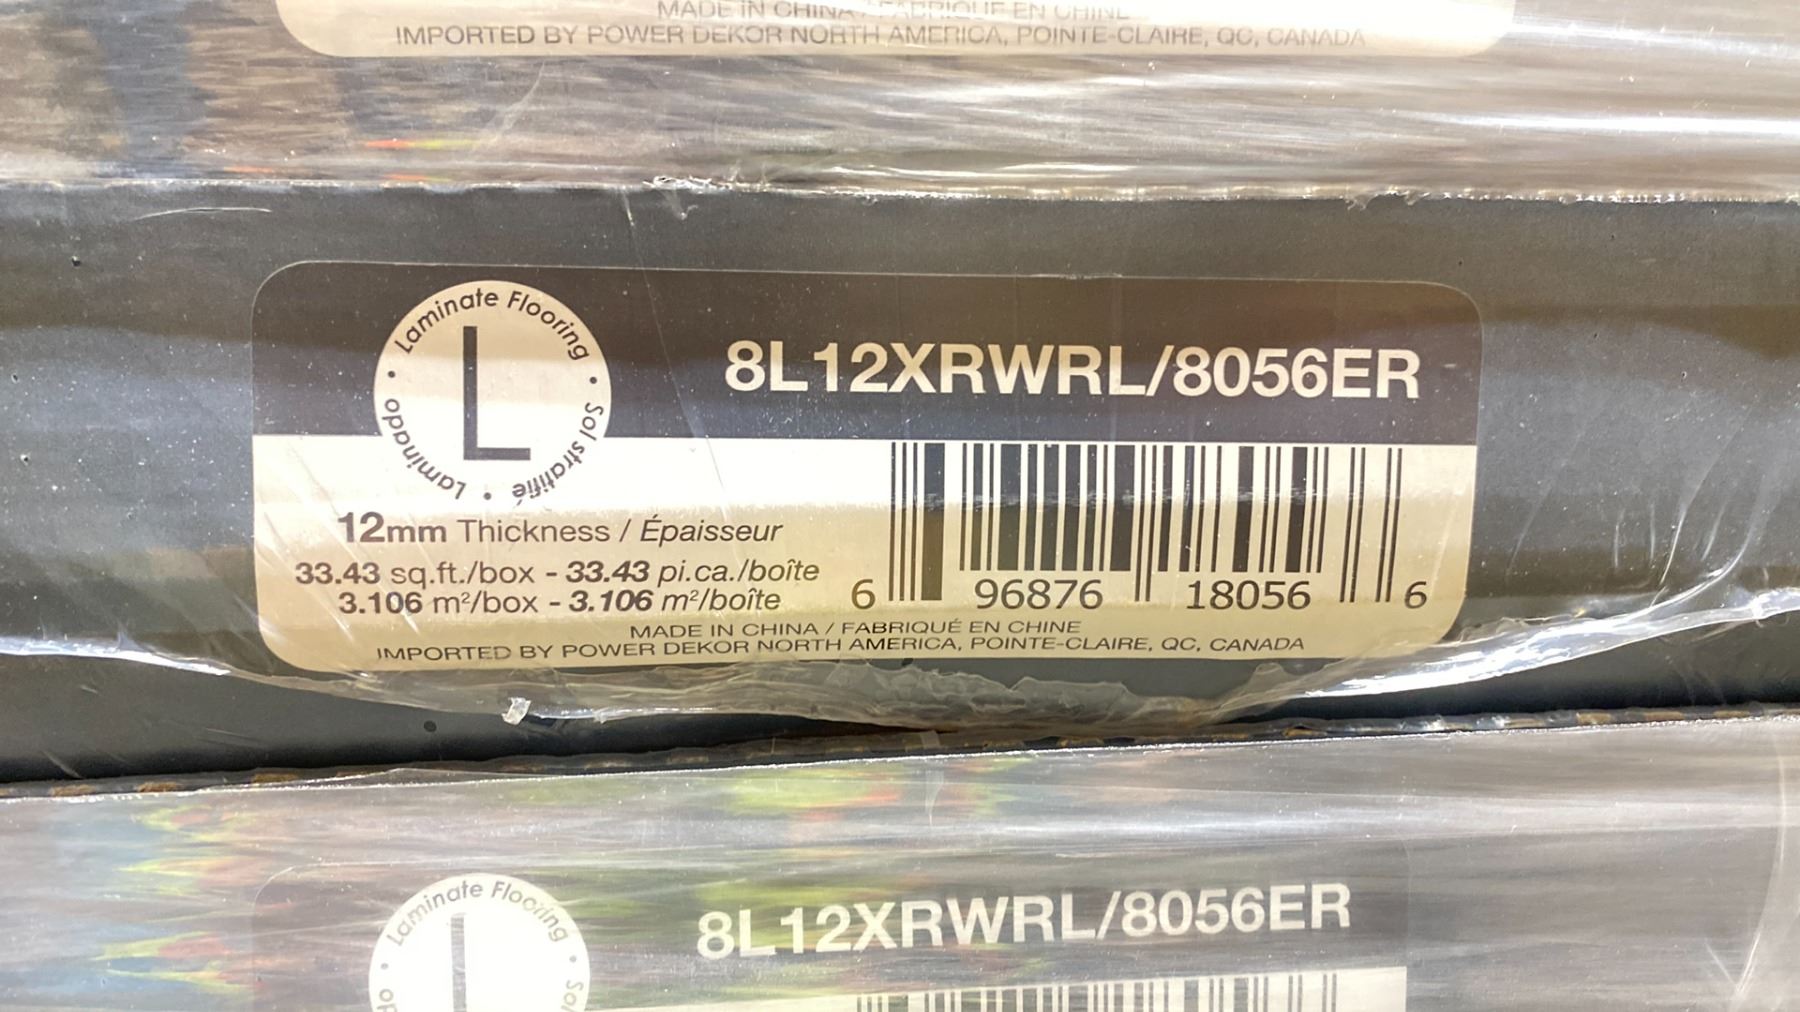 MADE IN CHINA / FABRIQUÉ EN CHINE
IMPORTED BY POWER DEKOR NORTH AMERICA, POINTE-CLAIRE, QC, CANADA
Laminate Flooring • Sol stratifié • Laminado •
L
8L12XRWRL/8056ER
12mm Thickness / Épaisseur
33.43 sq.ft./box - 33.43 pi.ca./boîte
3.106 m²/box - 3.106 m²/boîte
6 96876 18056 6
MADE IN CHINA / FABRIQUÉ EN CHINE
IMPORTED BY POWER DEKOR NORTH AMERICA, POINTE-CLAIRE, QC, CANADA
Laminate Flooring • Sol
L
8L12XRWRL/8056ER